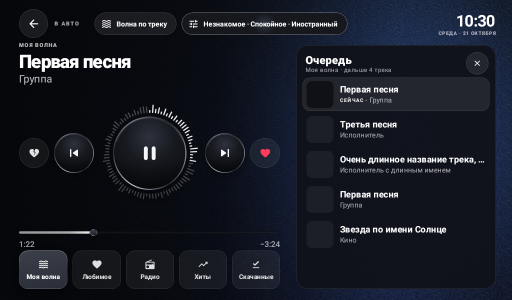 В АВТО
Волна по треку
Незнакомое · Спокойное · Иностранный
10:30
СРЕДА · 21 ОКТЯБРЯ
МОЯ ВОЛНА
Первая песня
Группа
1:22
−3:24
Моя волна
Любимое
Радио
Хиты
Скачанные
Очередь
Моя волна · дальше 4 трека
Первая песня
СЕЙЧАС · Группа
Третья песня
Исполнитель
Очень длинное название трека, ...
Исполнитель с длинным именем
Первая песня
Группа
Звезда по имени Солнце
Кино